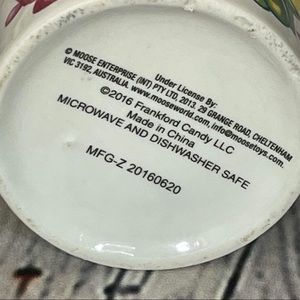 Under License By:
© MOOSE ENTERPRISE (INT) PTY LTD, 2013. 29 GRANGE ROAD, CHELTENHAM
VIC 3192, AUSTRALIA. www.mooseworld.com. info@moosetoys.com.
©2016 Frankford Candy LLC
Made in China
MICROWAVE AND DISHWASHER SAFE
MFG-Z 20160620